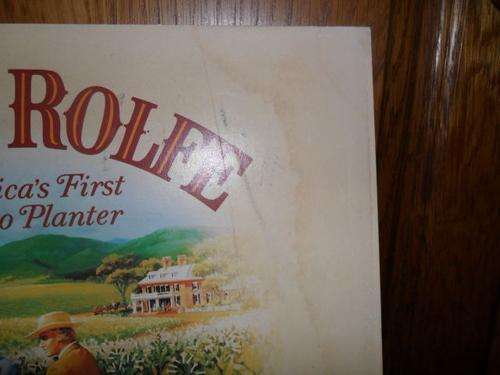 ROLFE
ica's First
o Planter